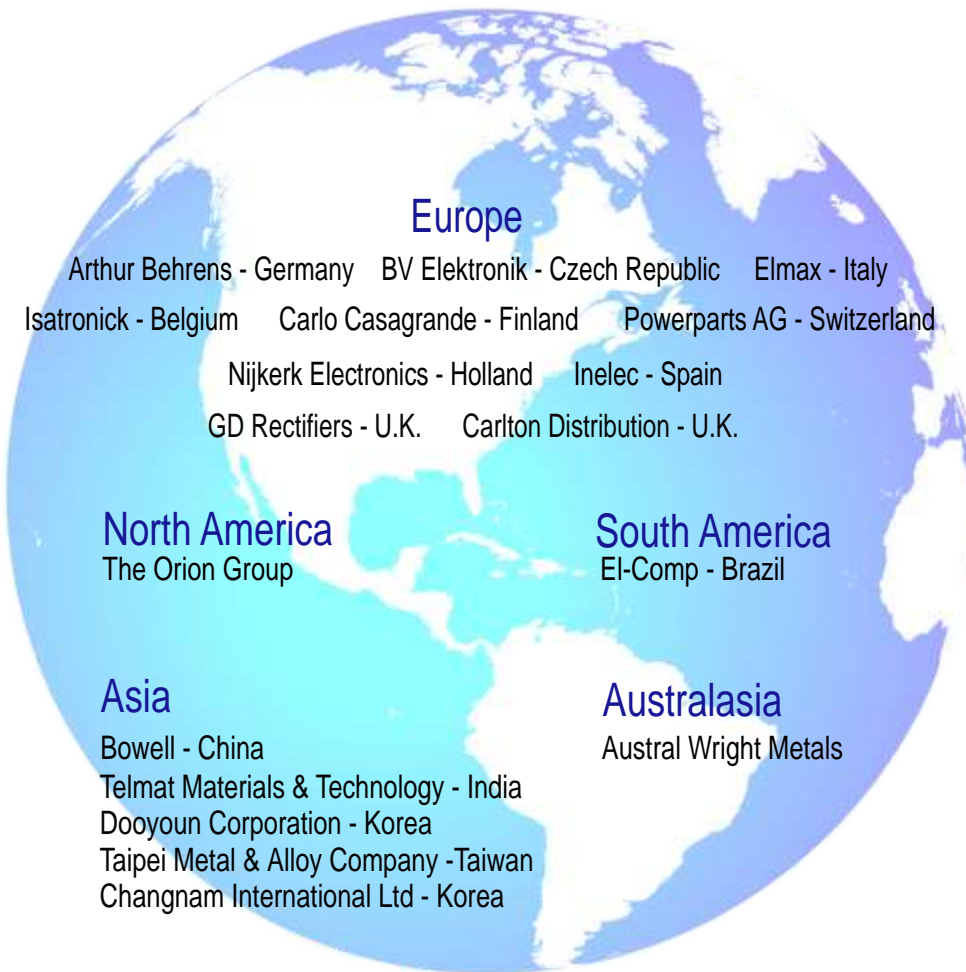 Europe
Arthur Behrens - Germany BV Elektronik - Czech Republic Elmax - Italy
Isatronick - Belgium Carlo Casagrande - Finland Powerparts AG - Switzerland
Nijkerk Electronics - Holland Inelec - Spain
GD Rectifiers - U.K. Carlton Distribution - U.K.
North America
The Orion Group
South America
El-Comp - Brazil
Asia
Bowell - China
Telmat Materials & Technology - India
Dooyoun Corporation - Korea
Taipei Metal & Alloy Company -Taiwan
Changnam International Ltd - Korea
Australasia
Austral Wright Metals